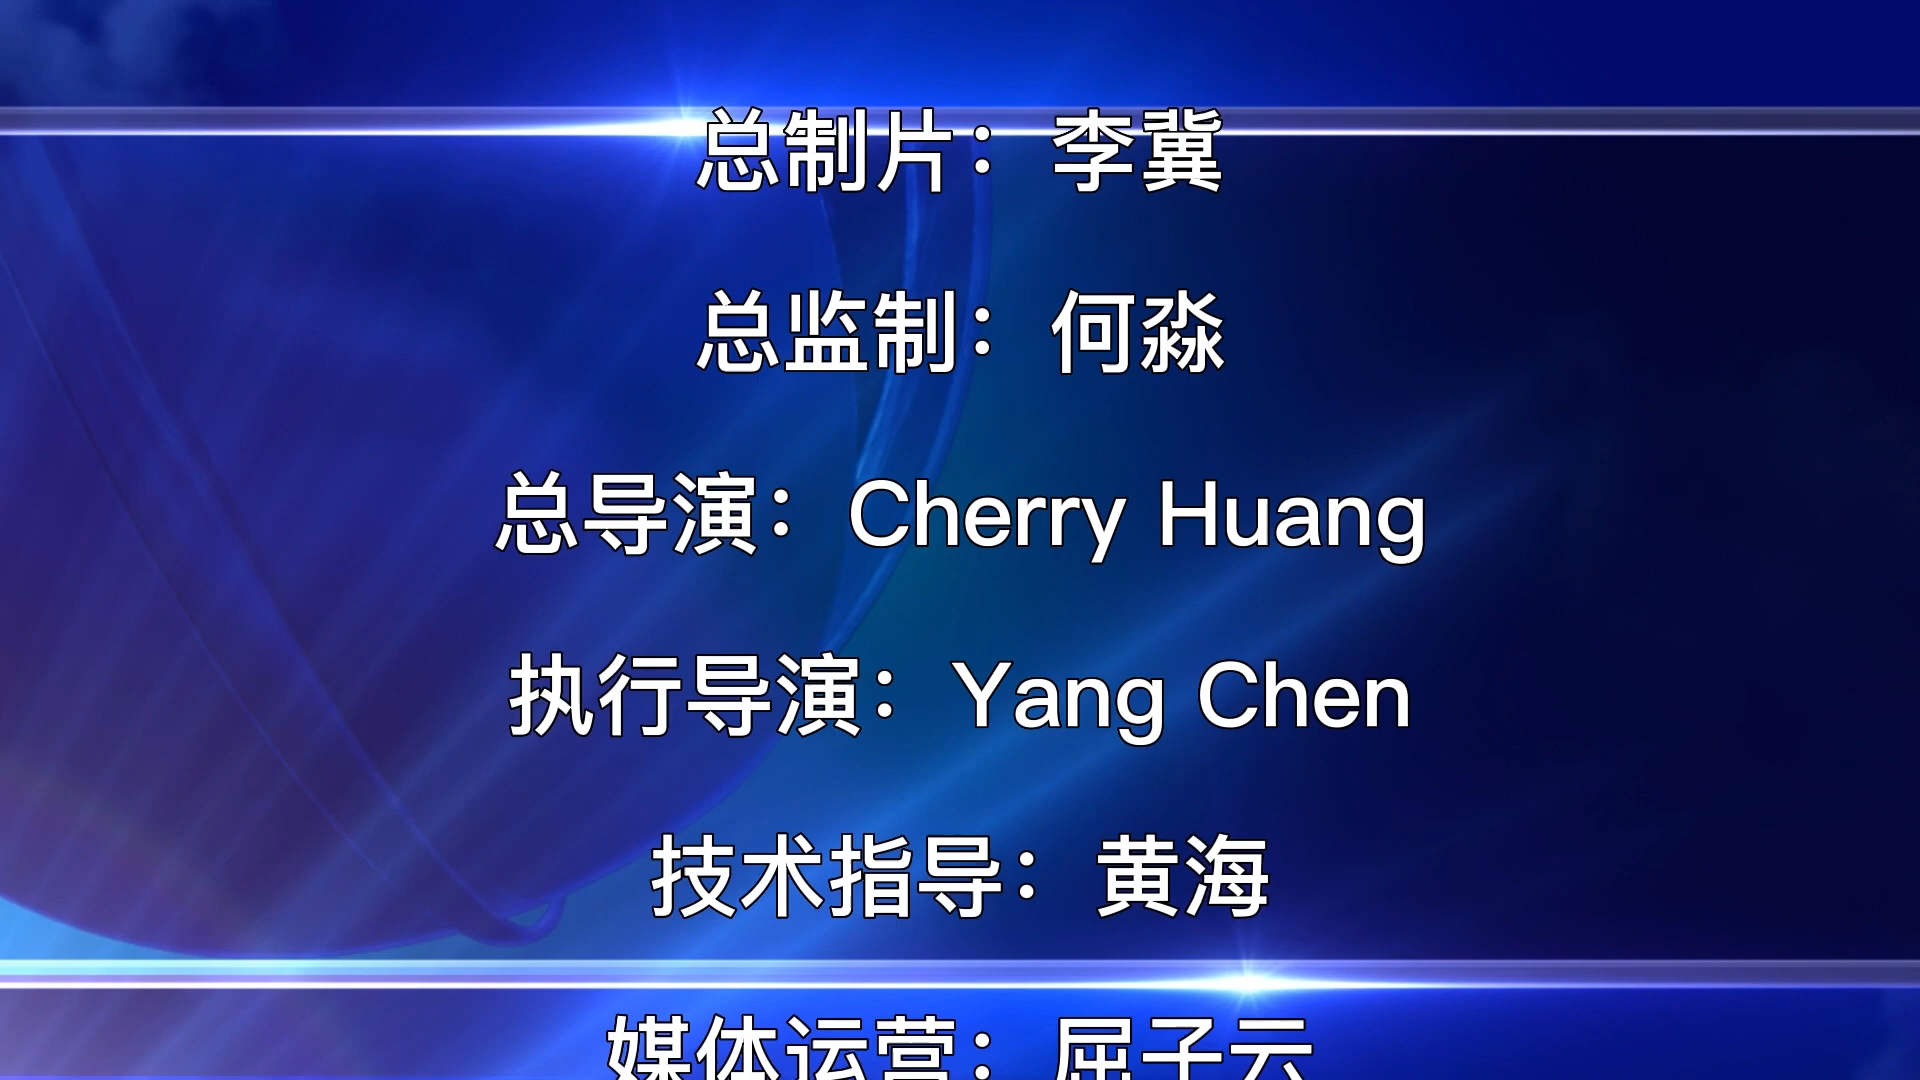 总制片：李冀
总监制：何淼
总导演：Cherry Huang
执行导演：Yang Chen
技术指导：黄海
媒体运营：屈子云